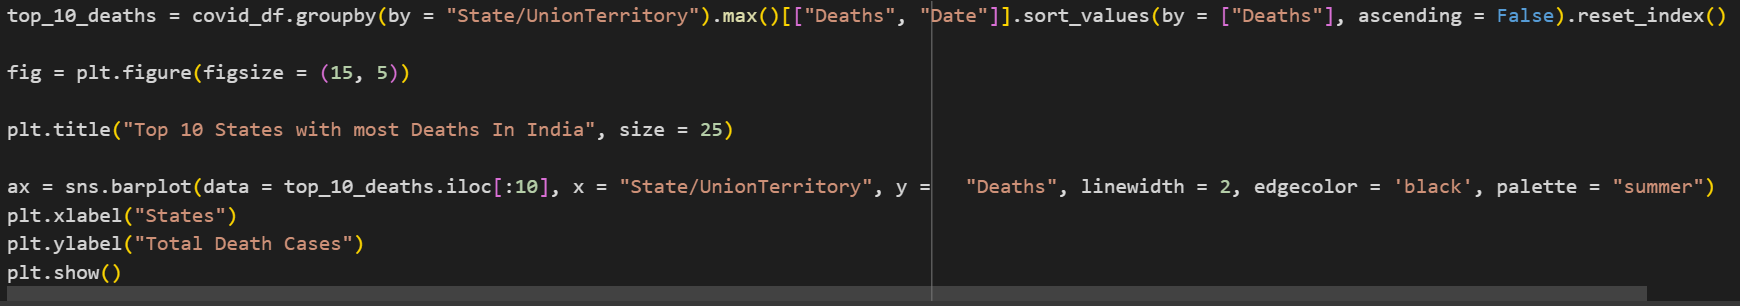 top_10_deaths = covid_df.groupby(by = "State/UnionTerritory").max()[["Deaths", "Date"]].sort_values(by = ["Deaths"], ascending = False).reset_index()
fig = plt.figure(figsize = (15, 5))
plt.title("Top 10 States with most Deaths In India", size = 25)
ax = sns.barplot(data = top_10_deaths.iloc[:10], x = "State/UnionTerritory", y =   "Deaths", linewidth = 2, edgecolor = 'black', palette = "summer")
plt.xlabel("States")
plt.ylabel("Total Death Cases")
plt.show()